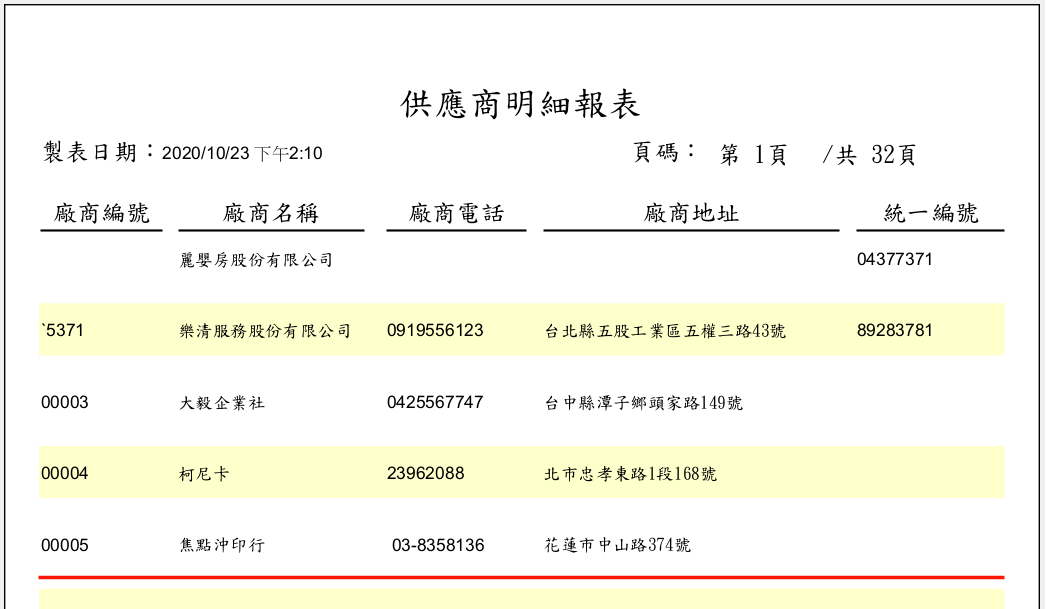 供應商明細報表
製表日期：2020/10/23 下午2:10 頁碼： 第 1頁 /共 32頁
廠商編號 廠商名稱 廠商電話 廠商地址 統一編號
麗嬰房股份有限公司 04377371
`5371 樂清服務股份有限公司 0919556123 台北縣五股工業區五權三路43號 89283781
00003 大毅企業社 0425567747 台中縣潭子鄉頭家路149號
00004 柯尼卡 23962088 北市忠孝東路1段168號
00005 焦點沖印行 03-8358136 花蓮市中山路374號